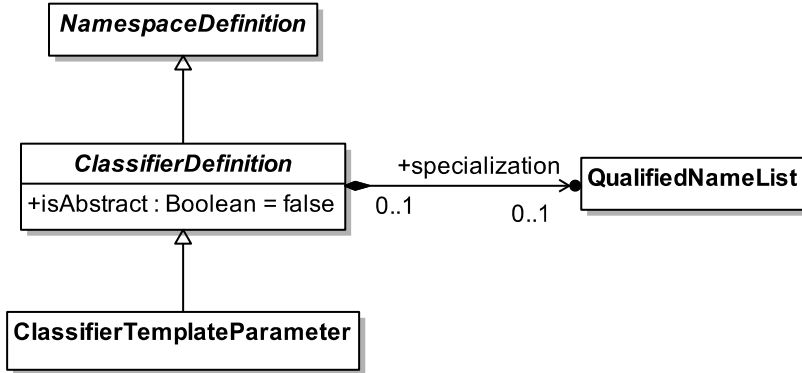 NamespaceDefinition
ClassifierDefinition
+isAbstract : Boolean = false
+specialization
0..1
0..1
QualifiedNameList
ClassifierTemplateParameter